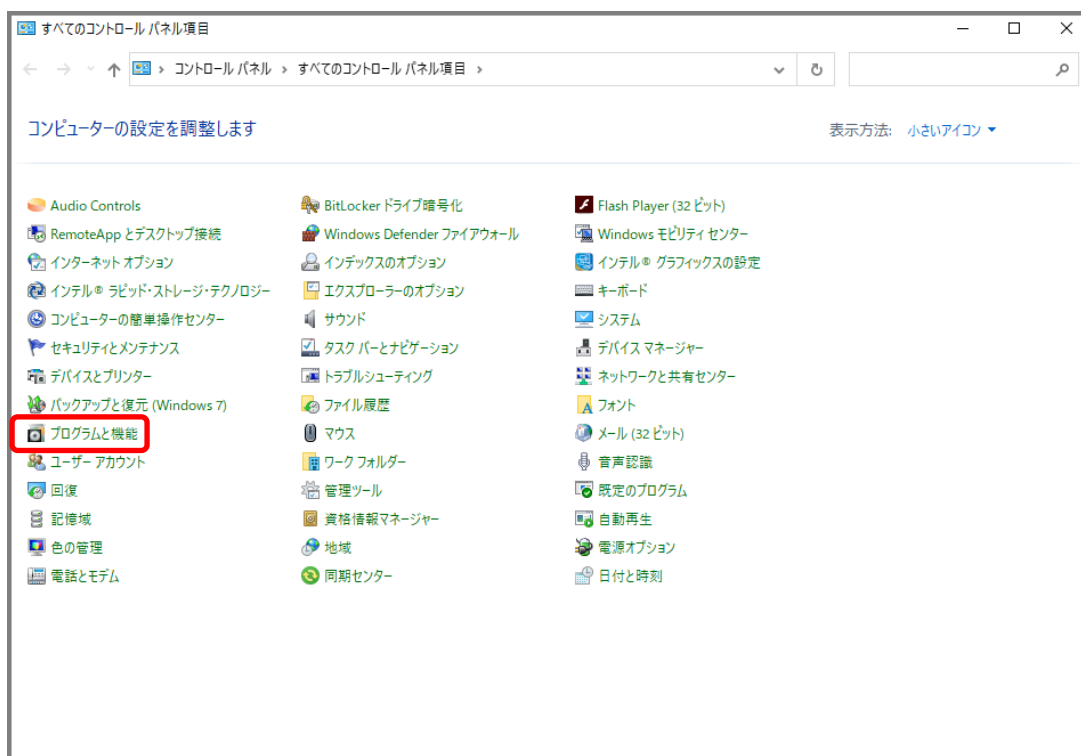 すべてのコントロール パネル項目
コントロール パネル › すべてのコントロール パネル項目 ›
コンピューターの設定を調整します
表示方法: 小さいアイコン
Audio Controls
BitLocker ドライブ暗号化
Flash Player (32 ビット)
RemoteApp とデスクトップ接続
Windows Defender ファイアウォール
Windows モビリティ センター
インターネット オプション
インデックスのオプション
インテル® グラフィックスの設定
インテル® ラピッド・ストレージ・テクノロジー
エクスプローラーのオプション
キーボード
コンピューターの簡単操作センター
サウンド
システム
セキュリティとメンテナンス
タスク バーとナビゲーション
デバイス マネージャー
デバイスとプリンター
トラブルシューティング
ネットワークと共有センター
バックアップと復元 (Windows 7)
ファイル履歴
フォント
プログラムと機能
マウス
メール (32 ビット)
ユーザー アカウント
ワーク フォルダー
音声認識
回復
管理ツール
既定のプログラム
記憶域
資格情報マネージャー
自動再生
色の管理
地域
電源オプション
電話とモデム
同期センター
日付と時刻